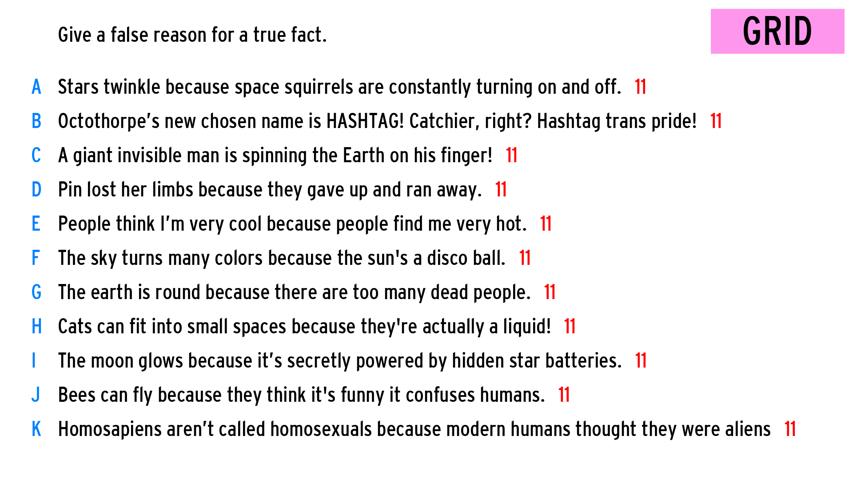 Give a false reason for a true fact.
GRID
A Stars twinkle because space squirrels are constantly turning on and off. 11
B Octothorpe’s new chosen name is HASHTAG! Catchier, right? Hashtag trans pride! 11
C A giant invisible man is spinning the Earth on his finger! 11
D Pin lost her limbs because they gave up and ran away. 11
E People think I’m very cool because people find me very hot. 11
F The sky turns many colors because the sun's a disco ball. 11
G The earth is round because there are too many dead people. 11
H Cats can fit into small spaces because they're actually a liquid! 11
I The moon glows because it’s secretly powered by hidden star batteries. 11
J Bees can fly because they think it's funny it confuses humans. 11
K Homosapiens aren’t called homosexuals because modern humans thought they were aliens 11